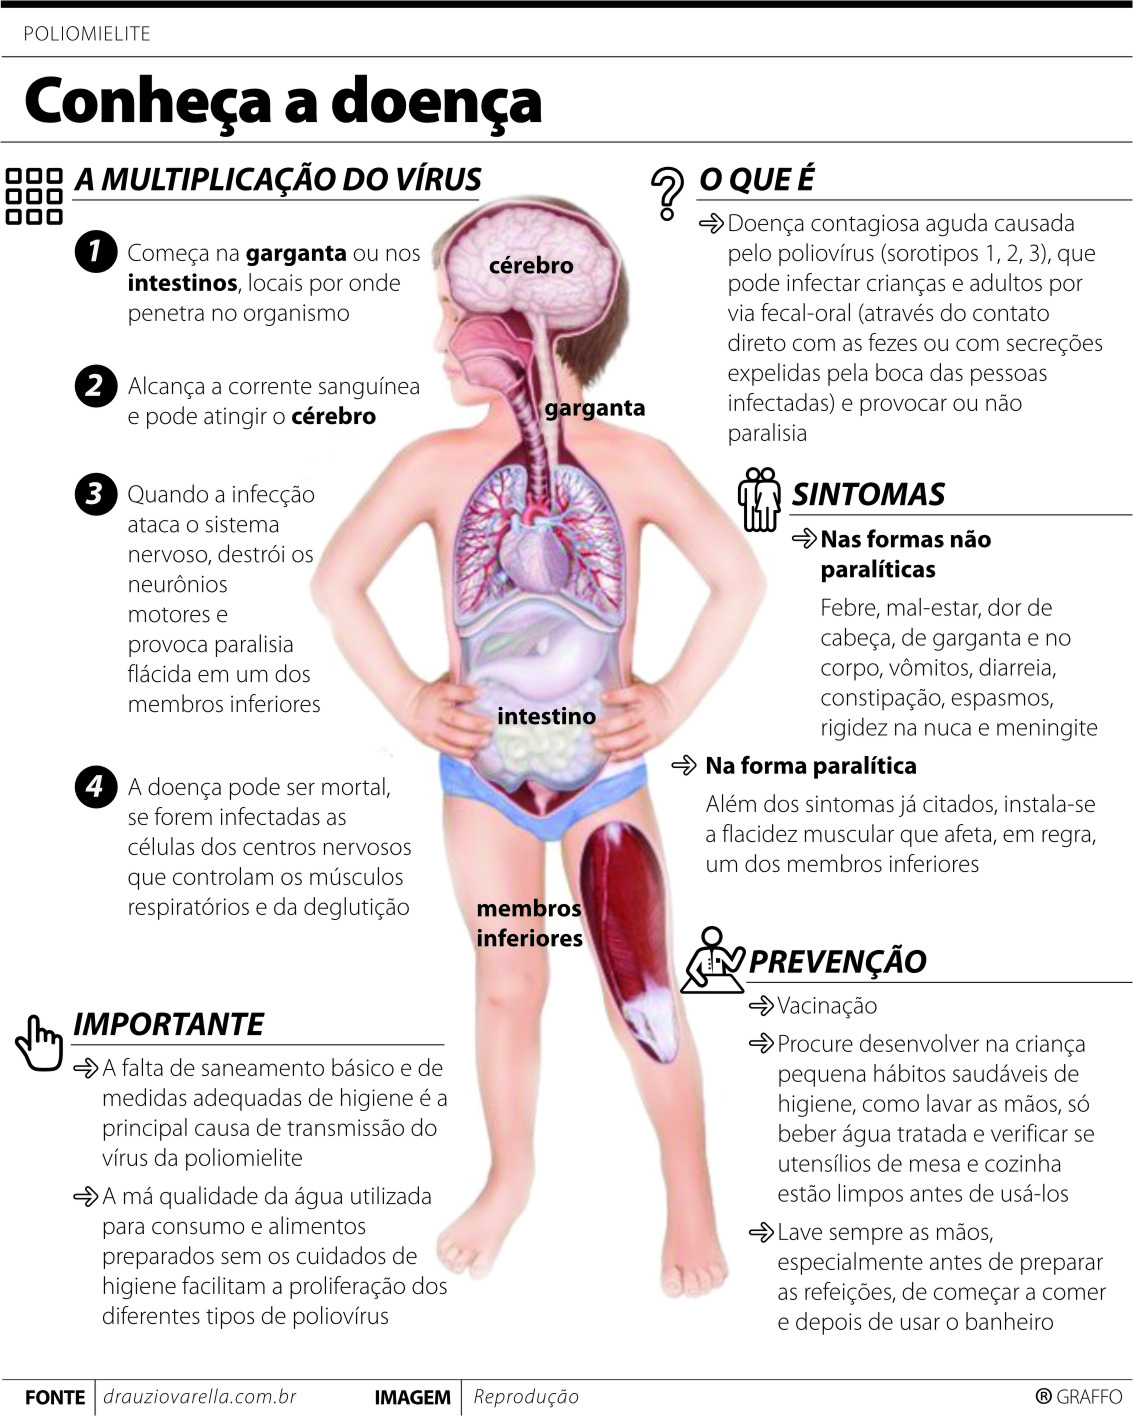 POLIOMIELITE
Conheça a doença
A MULTIPLICAÇÃO DO VÍRUS
1
Começa na garganta ou nos
intestinos, locais por onde
penetra no organismo
2
Alcança a corrente sanguínea
e pode atingir o cérebro
3
Quando a infecção
ataca o sistema
nervoso, destrói os
neurônios
motores e
provoca paralisia
flácida em um dos
membros inferiores
4
A doença pode ser mortal,
se forem infectadas as
células dos centros nervosos
que controlam os músculos
respiratórios e da deglutição
IMPORTANTE
A falta de saneamento básico e de
medidas adequadas de higiene é a
principal causa de transmissão do
vírus da poliomielite
A má qualidade da água utilizada
para consumo e alimentos
preparados sem os cuidados de
higiene facilitam a proliferação dos
diferentes tipos de poliovírus
cérebro
garganta
intestino
membros
inferiores
O QUE É
Doença contagiosa aguda causada
pelo poliovírus (sorotipos 1, 2, 3), que
pode infectar crianças e adultos por
via fecal-oral (através do contato
direto com as fezes ou com secreções
expelidas pela boca das pessoas
infectadas) e provocar ou não
paralisia
SINTOMAS
Nas formas não
paralíticas
Febre, mal-estar, dor de
cabeça, de garganta e no
corpo, vômitos, diarreia,
constipação, espasmos,
rigidez na nuca e meningite
Na forma paralítica
Além dos sintomas já citados, instala-se
a flacidez muscular que afeta, em regra,
um dos membros inferiores
PREVENÇÃO
Vacinação
Procure desenvolver na criança
pequena hábitos saudáveis de
higiene, como lavar as mãos, só
beber água tratada e verificar se
utensílios de mesa e cozinha
estão limpos antes de usá-los
Lave sempre as mãos,
especialmente antes de preparar
as refeições, de começar a comer
e depois de usar o banheiro
FONTE drauziovarella.com.br IMAGEM Reprodução ® GRAFFO